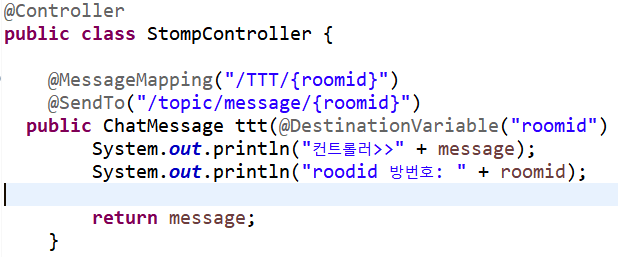 @Controller
public class StompController {
@MessageMapping("/TTT/{roomid}")
@SendTo("/topic/message/{roomid}")
public ChatMessage ttt(@DestinationVariable("roomid")
System.out.println("컨트롤러>>" + message);
System.out.println("roodid 방번호: " + roomid);
return message;
}